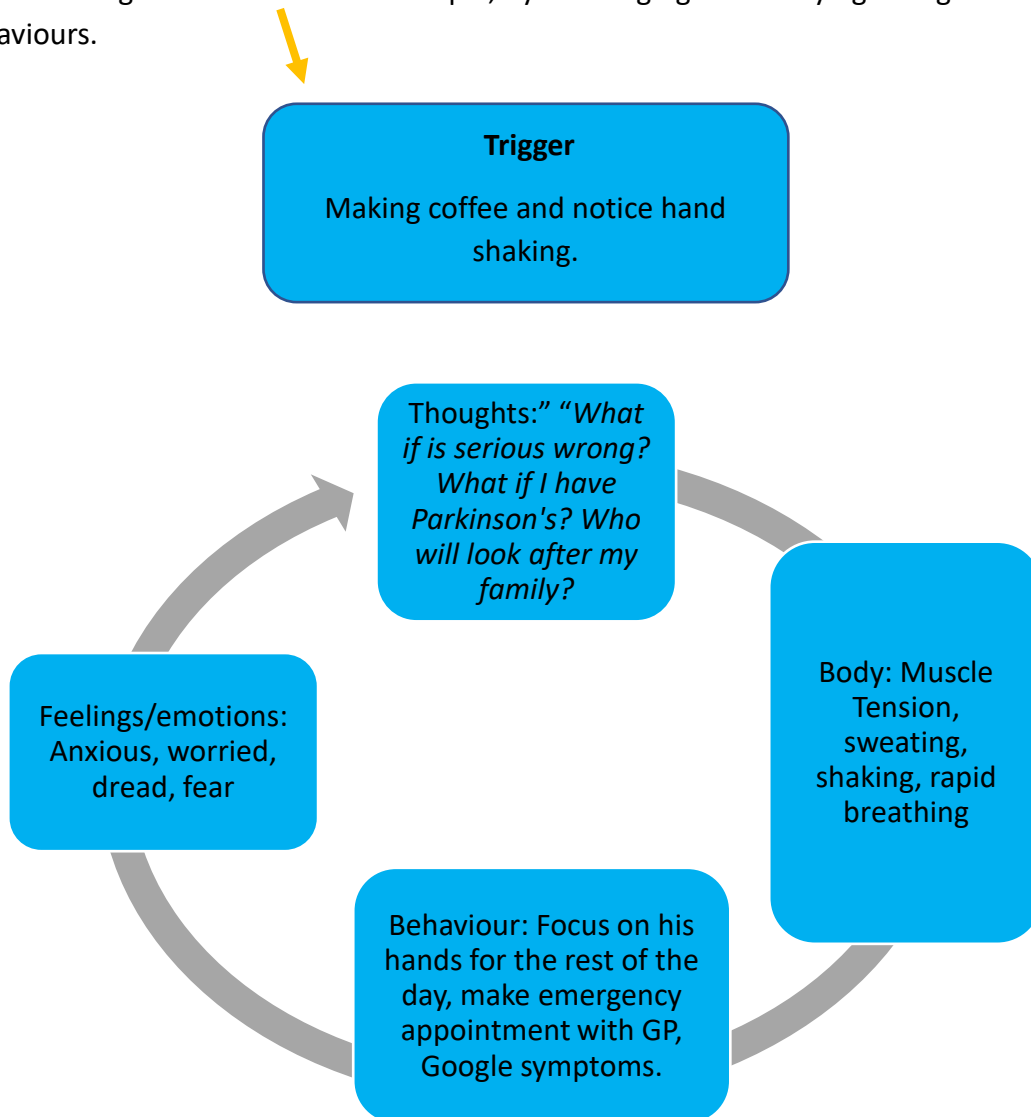 aviours.
Trigger
Making coffee and notice hand
shaking.
Thoughts:” “What
if is serious wrong?
What if I have
Parkinson's? Who
will look after my
family?
Body: Muscle
Tension,
sweating,
shaking, rapid
breathing
Behaviour: Focus on his
hands for the rest of the
day, make emergency
appointment with GP,
Google symptoms.
Feelings/emotions:
Anxious, worried,
dread, fear